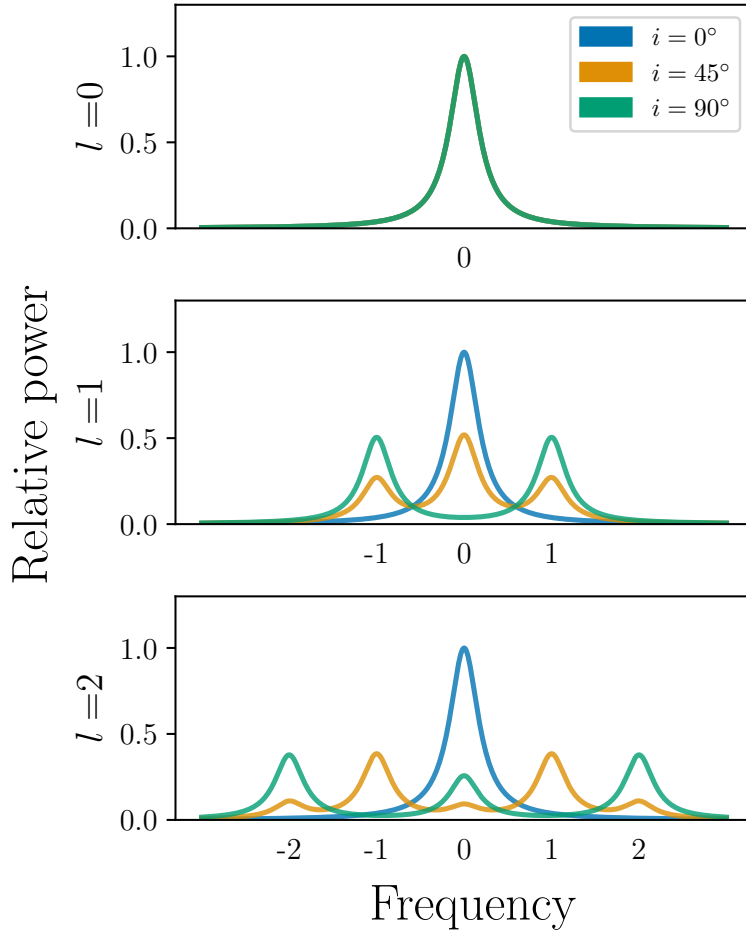 l =0
1.0
0.5
0.0
0
i = 0°
i = 45°
i = 90°
Relative power
l =1
1.0
0.5
0.0
-1 0 1
l =2
1.0
0.5
0.0
-2 -1 0 1 2
Frequency